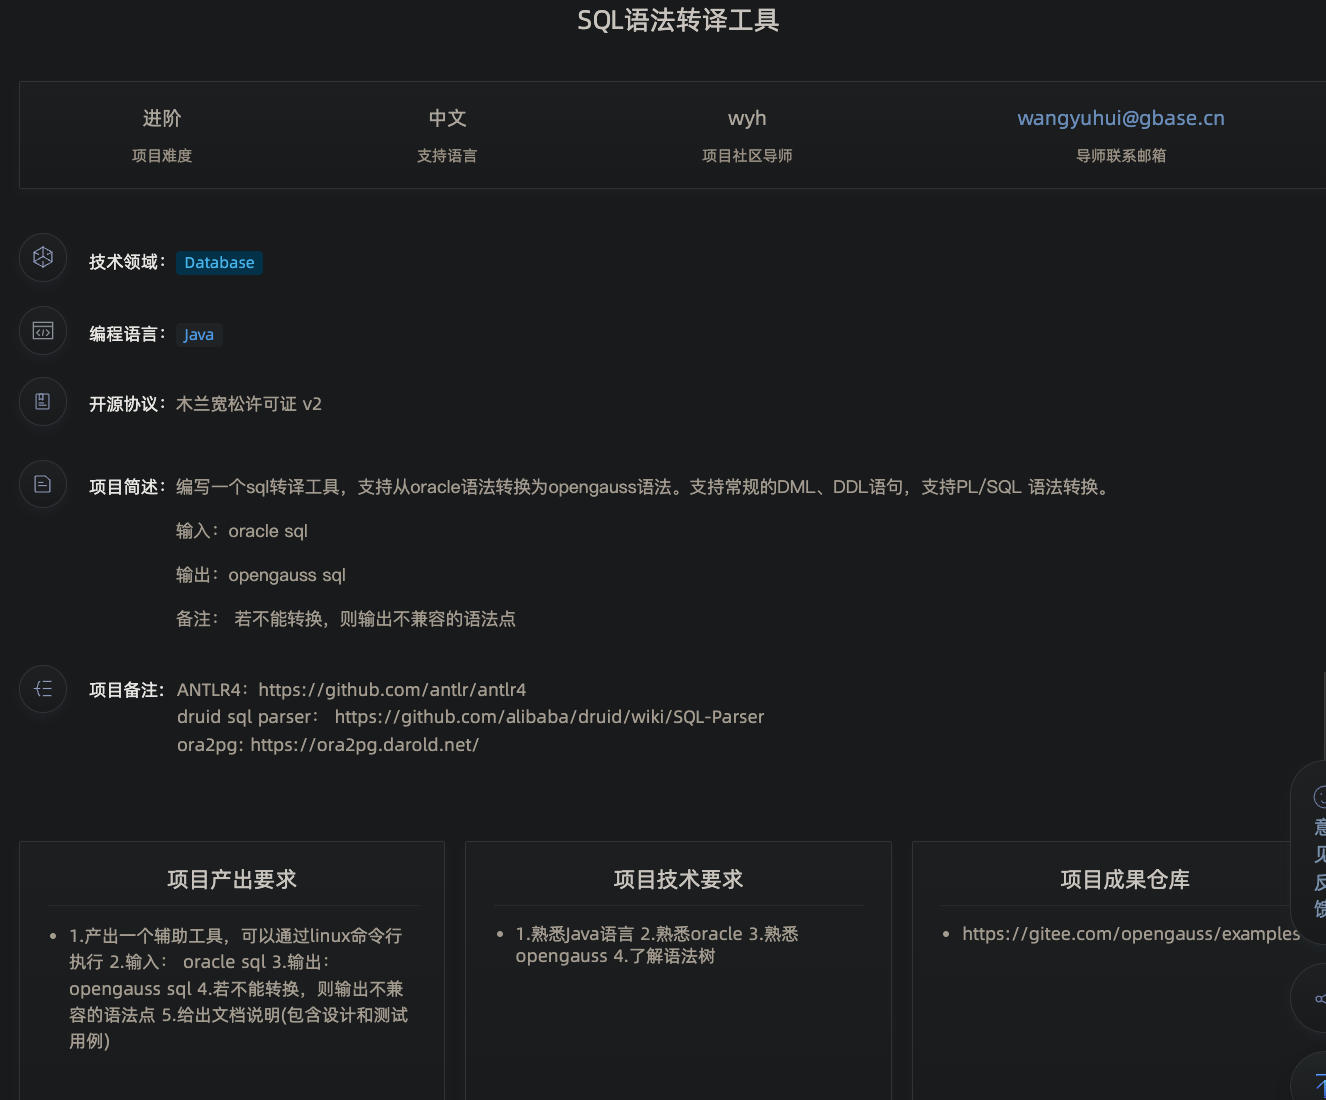 SQL语法转译工具
进阶
中文
wyh
wangyuhui@gbase.cn
项目难度
支持语言
项目社区导师
导师联系邮箱
技术领域：Database
编程语言：Java
开源协议：木兰宽松许可证 v2
项目简述：编写一个sql转译工具，支持从oracle语法转换为opengauss语法。支持常规的DML、DDL语句，支持PL/SQL 语法转换。
输入：oracle sql
输出：opengauss sql
备注： 若不能转换，则输出不兼容的语法点
项目备注：ANTLR4：https://github.com/antlr/antlr4
druid sql parser： https://github.com/alibaba/druid/wiki/SQL-Parser
ora2pg: https://ora2pg.darold.net/
项目产出要求
1.产出一个辅助工具，可以通过linux命令行
执行 2.输入： oracle sql 3.输出：
opengauss sql 4.若不能转换，则输出不兼
容的语法点 5.给出文档说明(包含设计和测试
用例)
项目技术要求
1.熟悉Java语言 2.熟悉oracle 3.熟悉
opengauss 4.了解语法树
项目成果仓库
https://gitee.com/opengauss/examples
意
见
反
馈